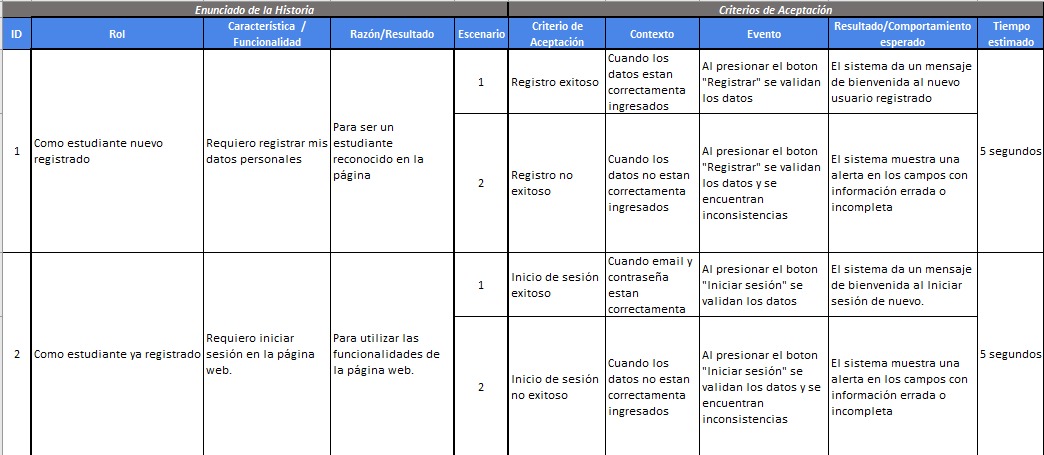 Enunciado de la Historia
Criterios de Aceptación
ID
Rol
Característica /
Funcionalidad
Razón/Resultado
Escenario
Criterio de
Aceptación
Contexto
Evento
Resultado/Comportamiento
esperado
Tiempo
estimado
1
Como estudiante nuevo
registrado
Requiero registrar mis
datos personales
Para ser un
estudiante
reconocido en la
página
1
Registro exitoso
Cuando los
datos estan
correctamenta
ingresados
Al presionar el boton
"Registrar" se validan
los datos
El sistema da un mensaje
de bienvenida al nuevo
usuario registrado
5 segundos
2
Registro no
exitoso
Cuando los
datos no estan
correctamenta
ingresados
Al presionar el boton
"Registrar" se validan
los datos y se
encuentran
inconsistencias
El sistema muestra una
alerta en los campos con
información errada o
incompleta
2
Como estudiante ya registrado
Requiero iniciar
sesión en la página
web.
Para utilizar las
funcionalidades de
la página web.
1
Inicio de sesión
exitoso
Cuando email y
contraseña
estan
correctamenta
Al presionar el boton
"Iniciar sesión" se
validan los datos
El sistema da un mensaje
de bienvenida al Iniciar
sesión de nuevo.
5 segundos
2
Inicio de sesión
no exitoso
Cuando los
datos no estan
correctamenta
ingresados
Al presionar el boton
"Iniciar sesión" se
validan los datos y se
encuentran
inconsistencias
El sistema muestra una
alerta en los campos con
información errada o
incompleta